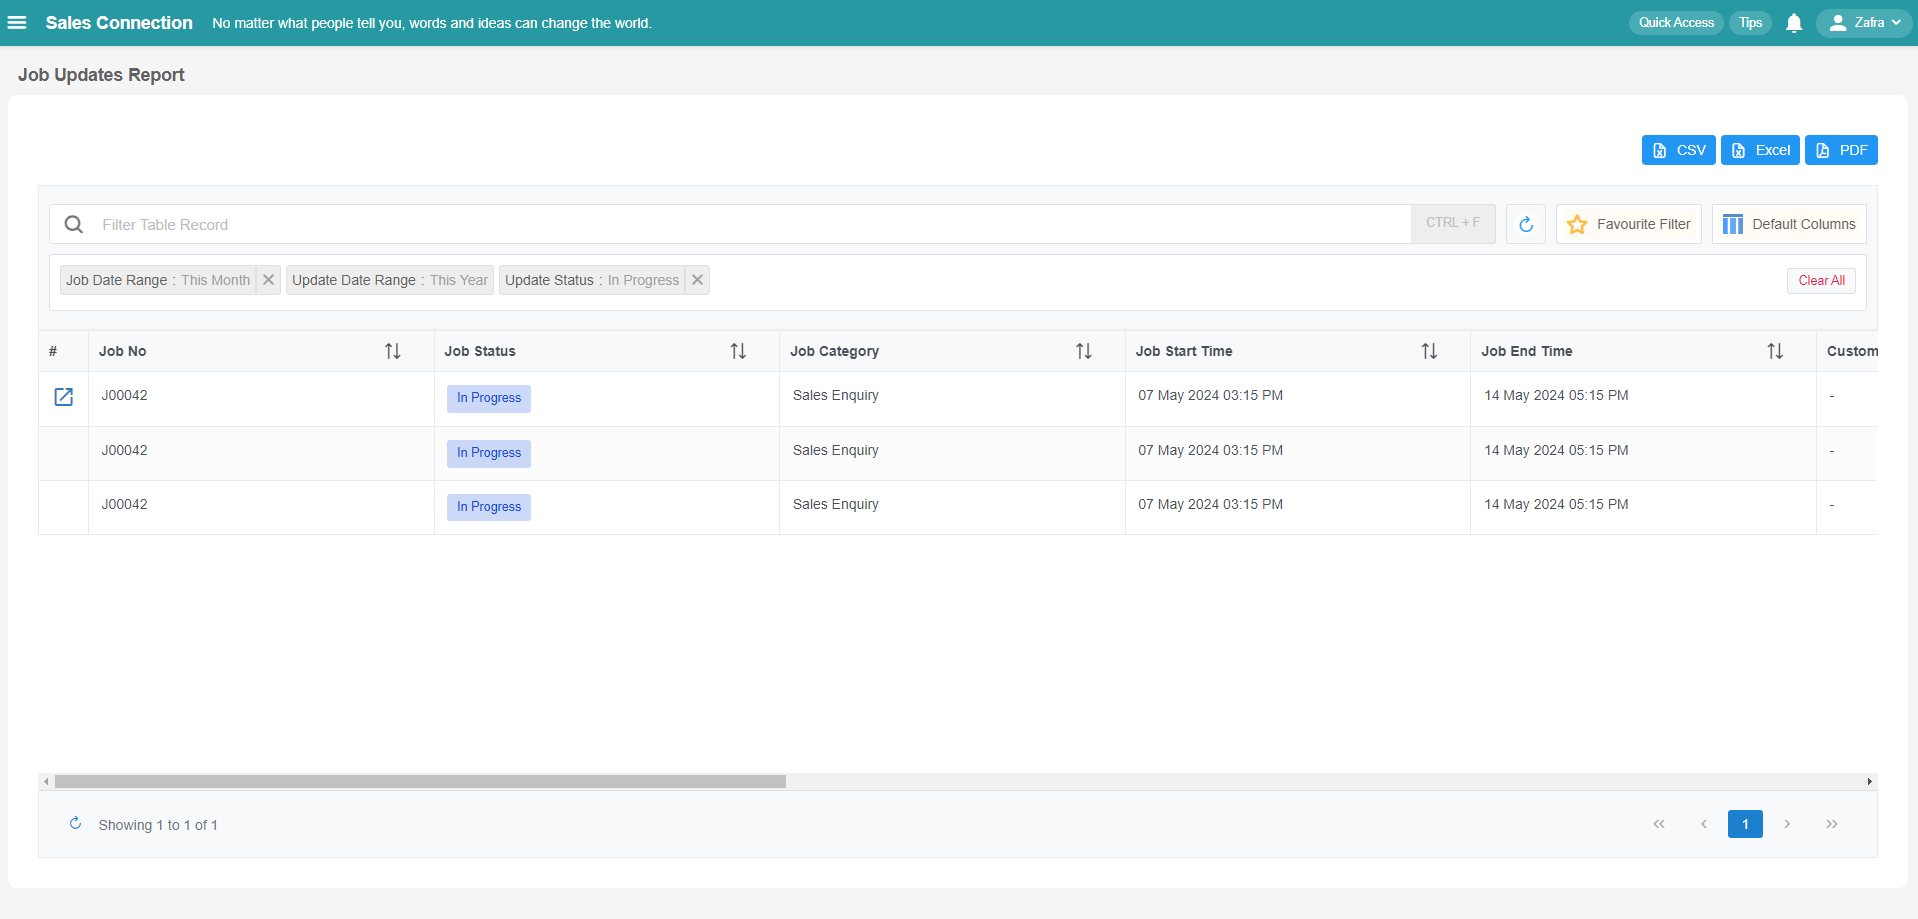 Sales Connection No matter what people tell you, words and ideas can change the world. Quick Access Tips Zafra
Job Updates Report
CSV Excel PDF
Filter Table Record CTRL + F Favourite Filter Default Columns
Job Date Range : This Month Update Date Range : This Year Update Status : In Progress Clear All
# Job No Job Status Job Category Job Start Time Job End Time Custom
J00042 In Progress Sales Enquiry 07 May 2024 03:15 PM 14 May 2024 05:15 PM -
J00042 In Progress Sales Enquiry 07 May 2024 03:15 PM 14 May 2024 05:15 PM -
J00042 In Progress Sales Enquiry 07 May 2024 03:15 PM 14 May 2024 05:15 PM -
Showing 1 to 1 of 1 « ‹ 1 › »